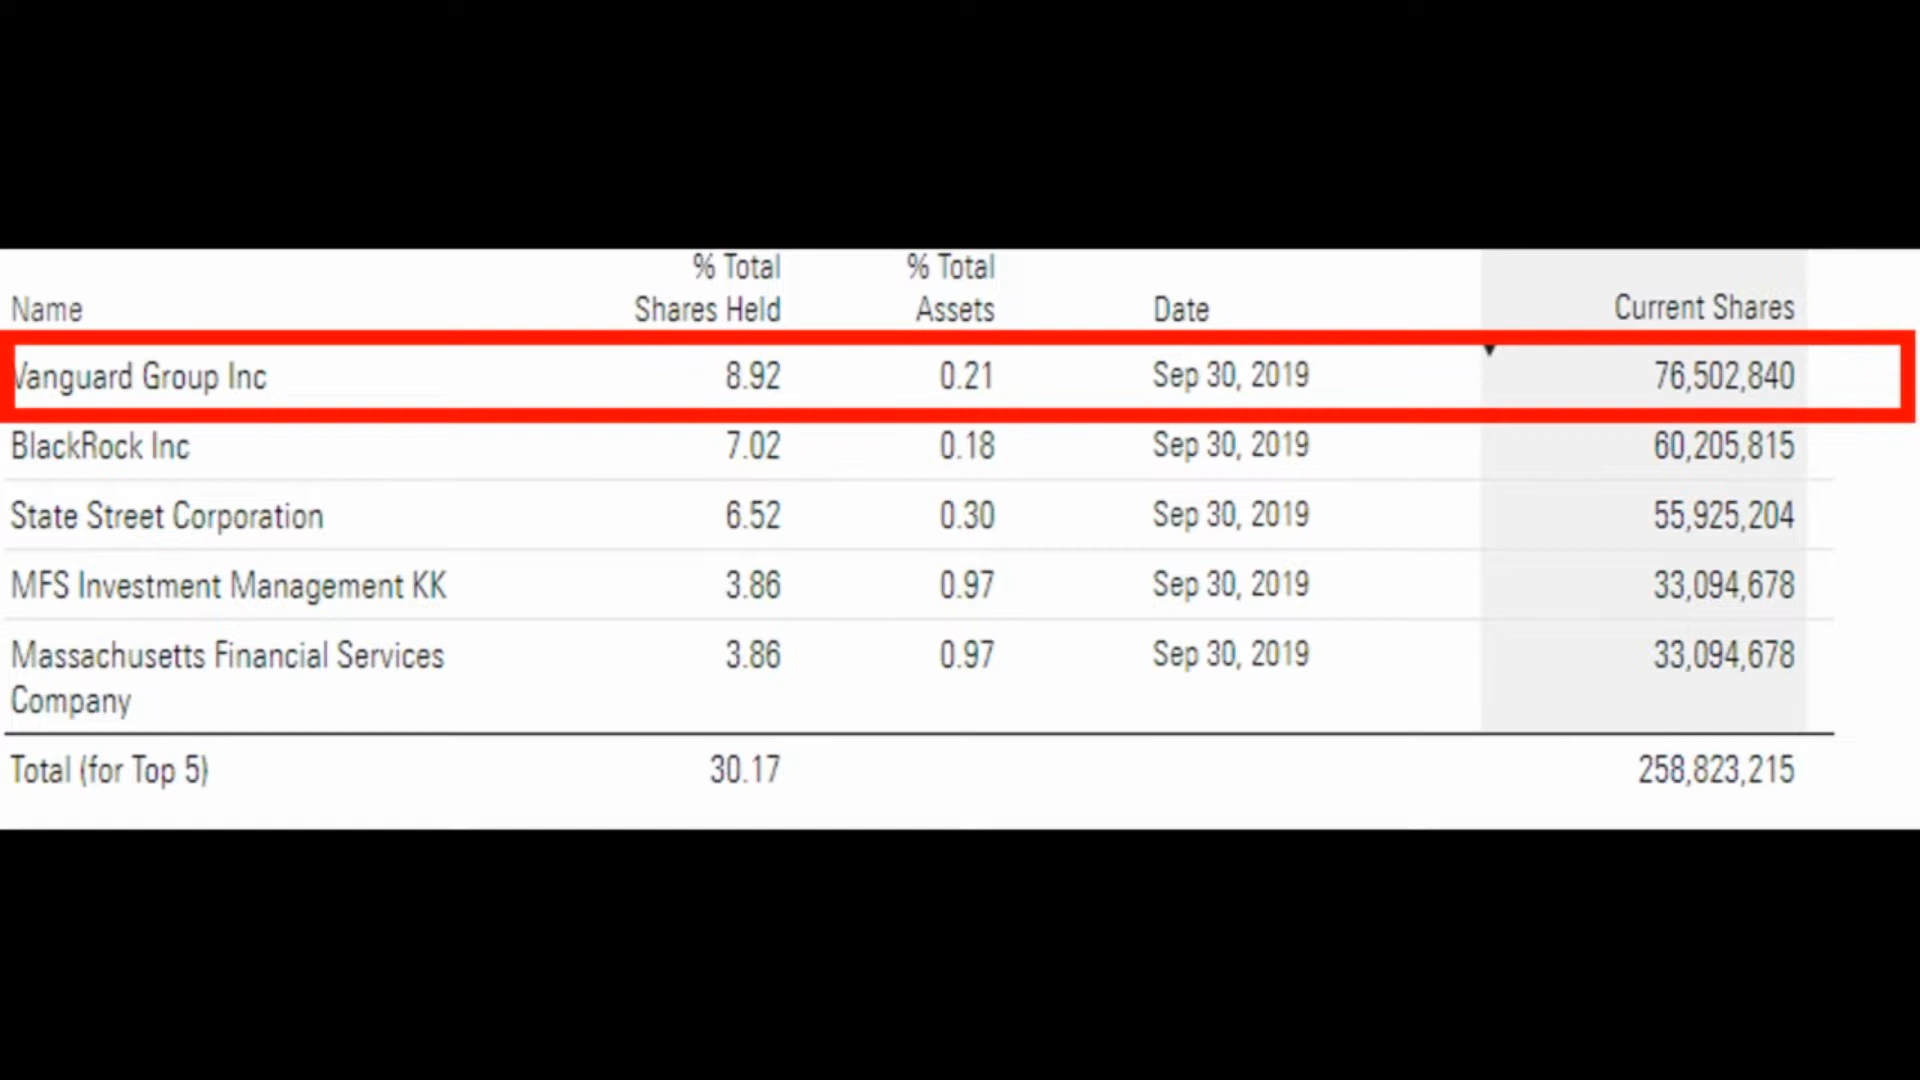 % Total % Total
Name Shares Held Assets Date Current Shares
Vanguard Group Inc 8.92 0.21 Sep 30, 2019 76,502,840
BlackRock Inc 7.02 0.18 Sep 30, 2019 60,205,815
State Street Corporation 6.52 0.30 Sep 30, 2019 55,925,204
MFS Investment Management KK 3.86 0.97 Sep 30, 2019 33,094,678
Massachusetts Financial Services 3.86 0.97 Sep 30, 2019 33,094,678
Company
Total (for Top 5) 30.17 258,823,215